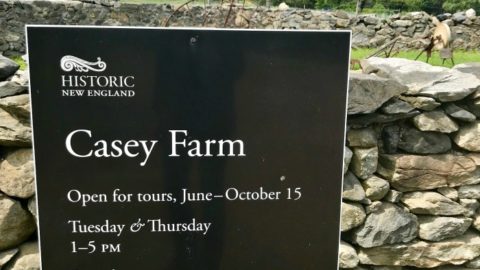 HISTORIC
NEW ENGLAND
Casey Farm
Open for tours, June–October 15
Tuesday & Thursday
1–5 PM